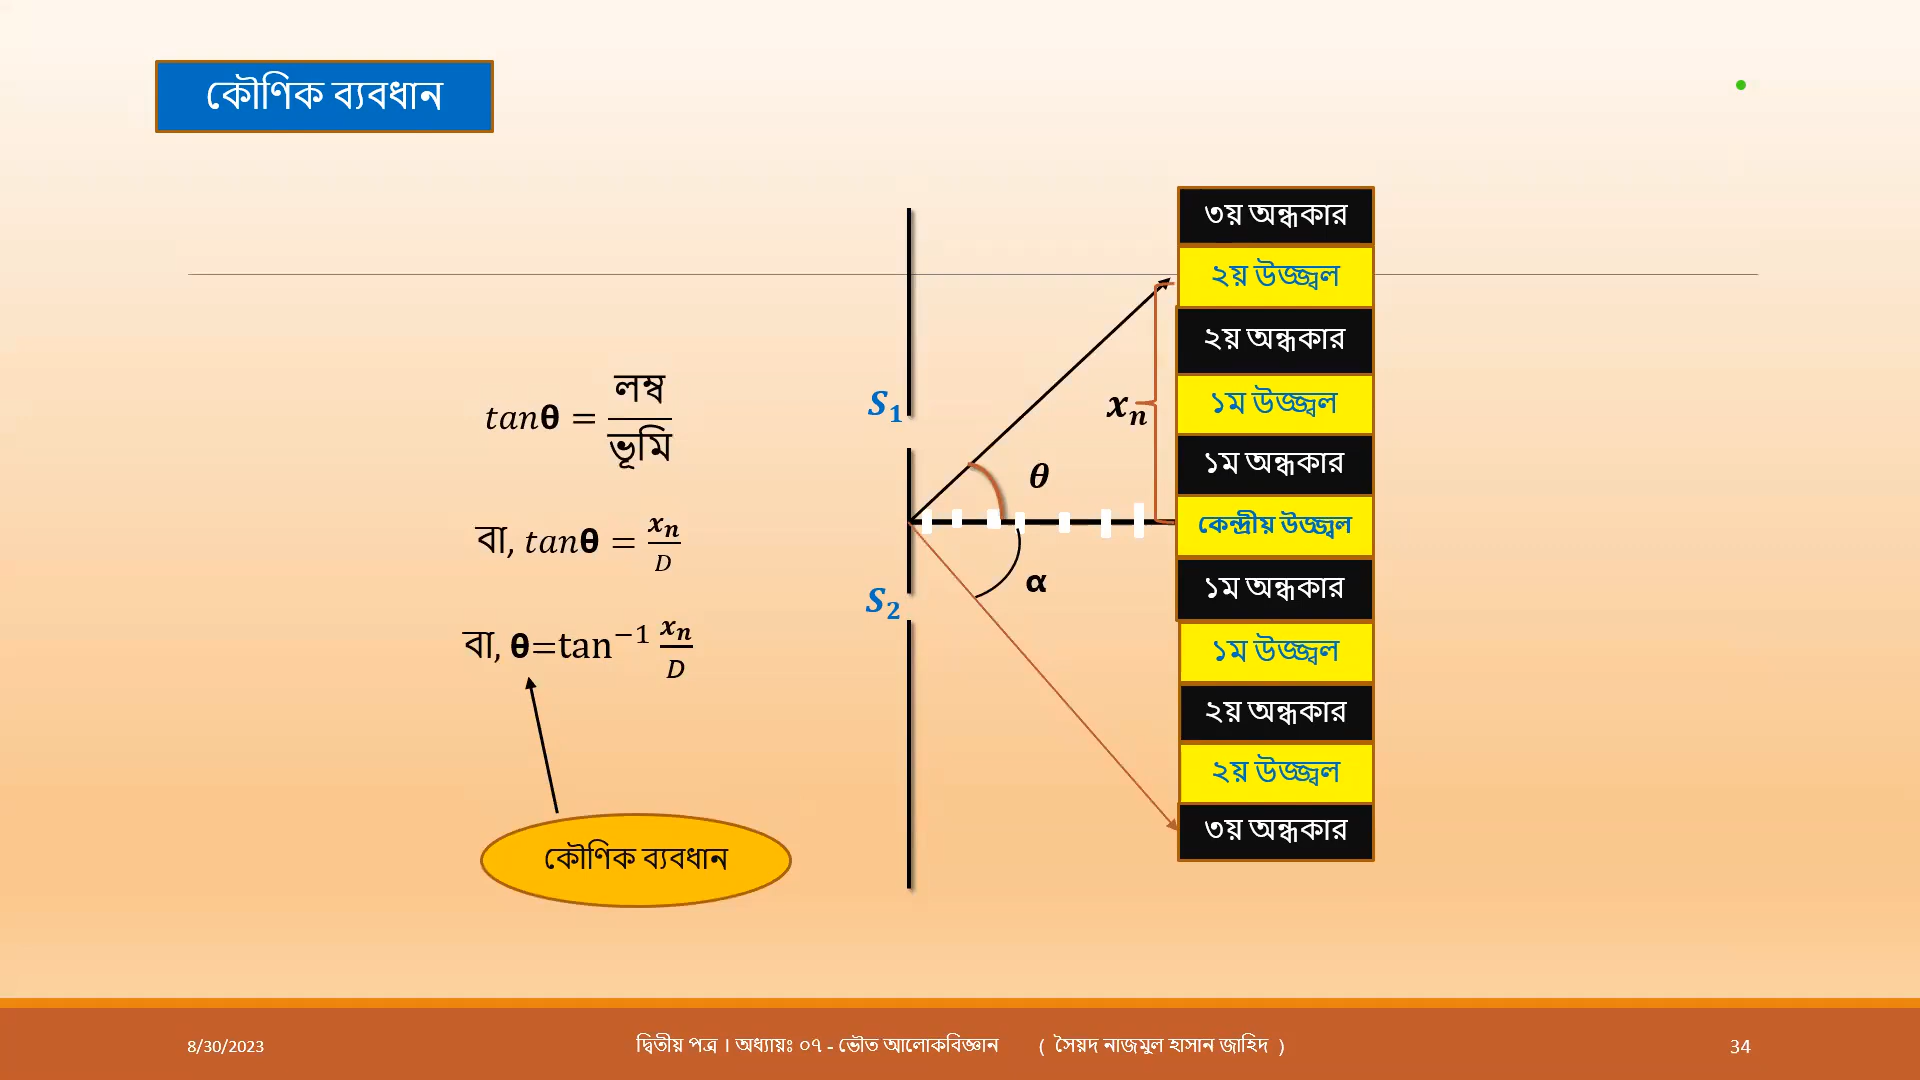 কৌণিক ব্যবধান
tanθ = লম্ব / ভূমি
বা, tanθ = xₙ / D
বা, θ=tan⁻¹ xₙ / D
কৌণিক ব্যবধান
S₁
S₂
xₙ
θ
α
৩য় অন্ধকার
২য় উজ্জ্বল
২য় অন্ধকার
১ম উজ্জ্বল
১ম অন্ধকার
কেন্দ্রীয় উজ্জ্বল
১ম অন্ধকার
১ম উজ্জ্বল
২য় অন্ধকার
২য় উজ্জ্বল
৩য় অন্ধকার
8/30/2023
দ্বিতীয় পত্র । অধ্যায়ঃ ০৭ - ভৌত আলোকবিজ্ঞান ( সৈয়দ নাজমুল হাসান জাহিদ )
34